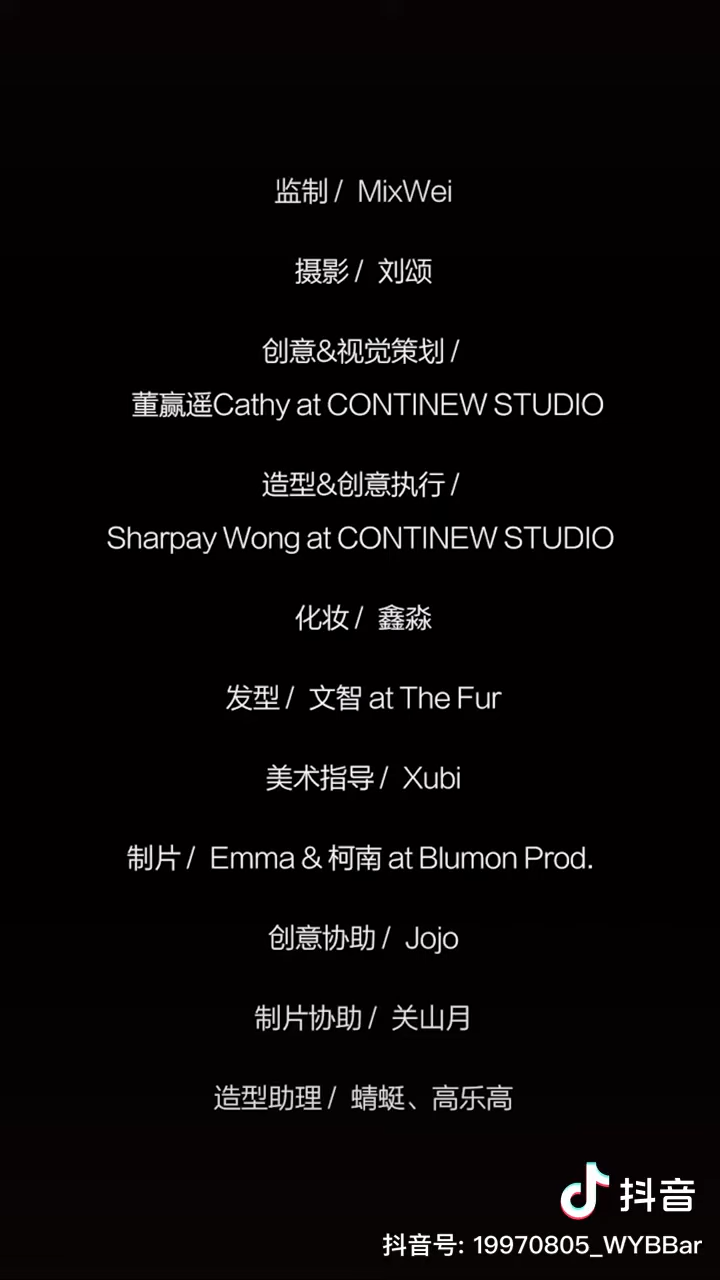 监制 / MixWei
摄影 / 刘颂
创意&视觉策划 /
董赢遥Cathy at CONTINEW STUDIO
造型&创意执行 /
Sharpay Wong at CONTINEW STUDIO
化妆 / 鑫淼
发型 / 文智 at The Fur
美术指导 / Xubi
制片 / Emma & 柯南 at Blumon Prod.
创意协助 / Jojo
制片协助 / 关山月
造型助理 / 蜻蜓、高乐高
抖音
抖音号: 19970805_WYBBar